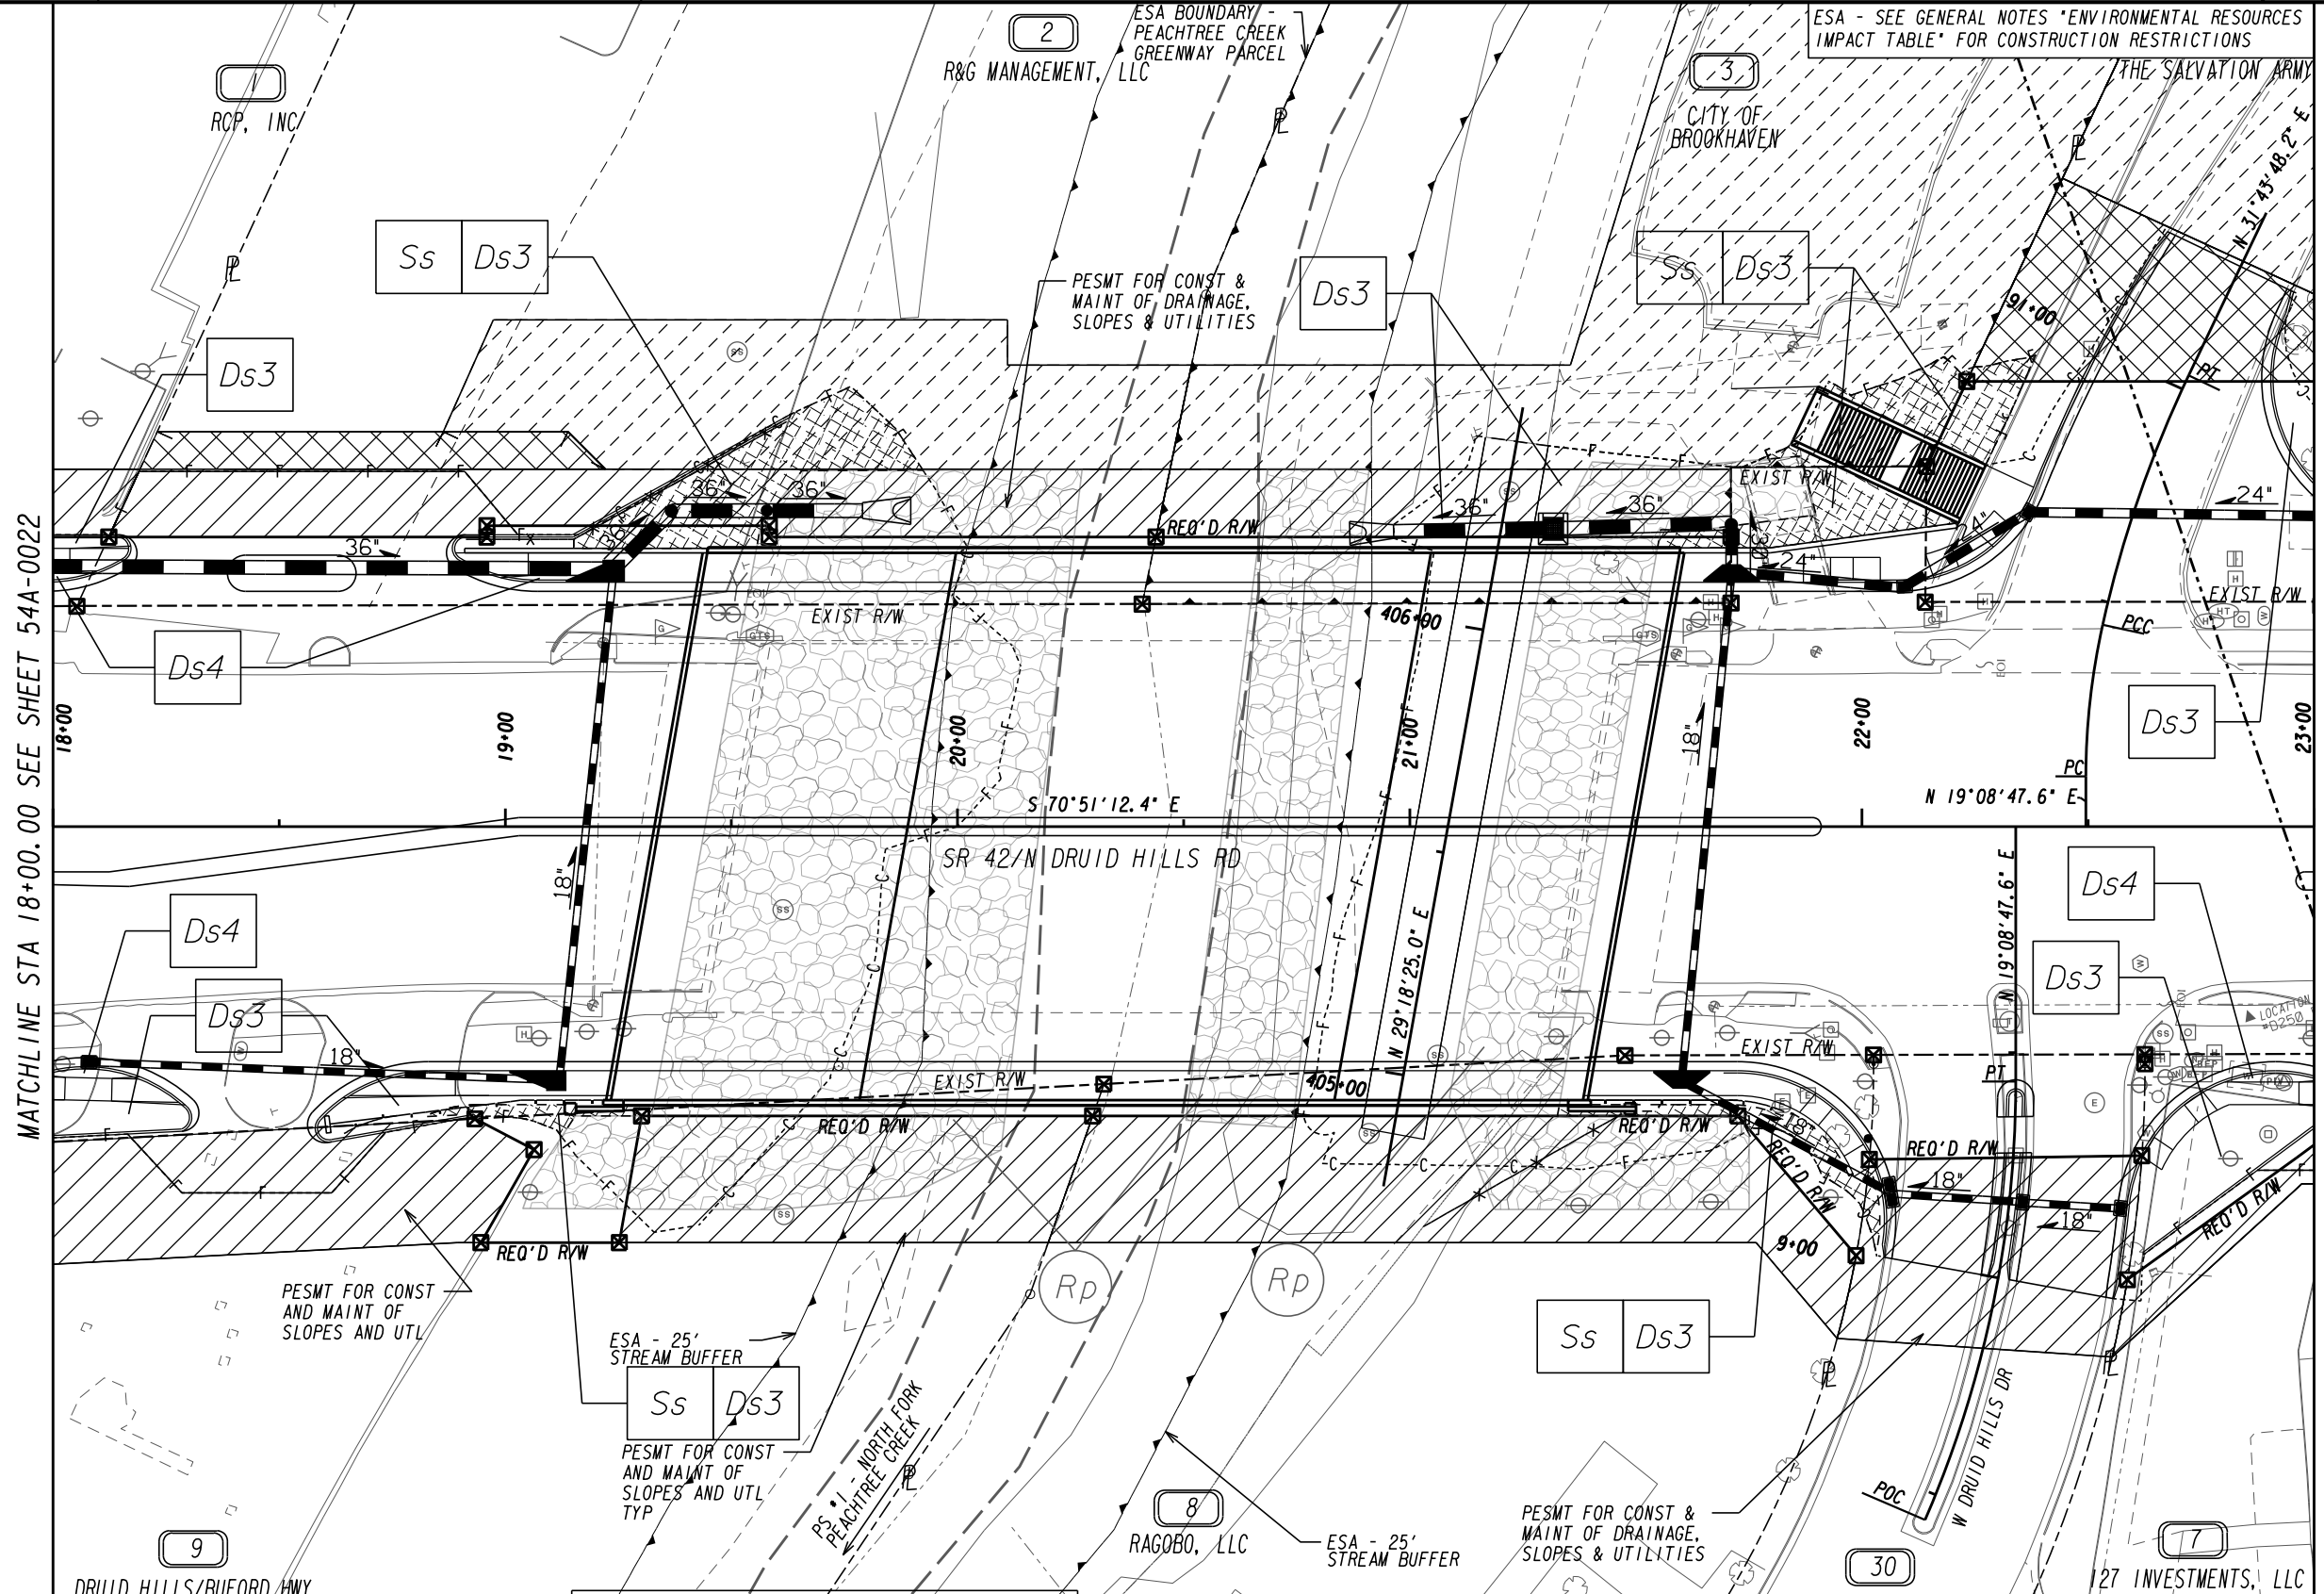 ESA BOUNDARY -
PEACHTREE CREEK
GREENWAY PARCEL
ESA - SEE GENERAL NOTES "ENVIRONMENTAL RESOURCES
IMPACT TABLE" FOR CONSTRUCTION RESTRICTIONS
THE SALVATION ARMY
1
RCP, INC
2
R&G MANAGEMENT, LLC
3
CITY OF
BROOKHAVEN
N 31°43'48.2" E
Ss Ds3
Ds3
Ss Ds3
Ds3
PESMT FOR CONST &
MAINT OF DRAINAGE,
SLOPES & UTILITIES
91+00
PT
EXIST R/W
36"
36"
36"
36"
36"
36"
REQ'D R/W
30"
24"
24"
24"
EXIST R/W
EXIST R/W
406+00
PCC
Ds4
Ds3
MATCHLINE STA 18+00.00 SEE SHEET 54A-0022
18+00
19+00
20+00
21+00
22+00
23+00
18"
PC
N 19°08'47.6" E
S 70°51'12.4" E
SR 42/N DRUID HILLS RD
18"
N 19°08'47.6" E
N 29°18'25.0" E
Ds4
Ds3
Ds4
Ds3
LOCATION
#D250
18"
EXIST R/W
405+00
EXIST R/W
PT
REQ'D R/W
REQ'D R/W
18"
REQ'D R/W
REQ'D R/W
18"
18"
REQ'D R/W
REQ'D R/W
9+00
Rp
Rp
PESMT FOR CONST
AND MAINT OF
SLOPES AND UTL
ESA - 25'
STREAM BUFFER
Ss Ds3
Ss Ds3
PESMT FOR CONST
AND MAINT OF
SLOPES AND UTL
TYP
PS #1 - NORTH FORK
PEACHTREE CREEK
W DRUID HILLS DR
POC
8
RAGOBO, LLC
ESA - 25'
STREAM BUFFER
PESMT FOR CONST &
MAINT OF DRAINAGE,
SLOPES & UTILITIES
9
DRUID HILLS/BUFORD HWY
30
7
127 INVESTMENTS, LLC